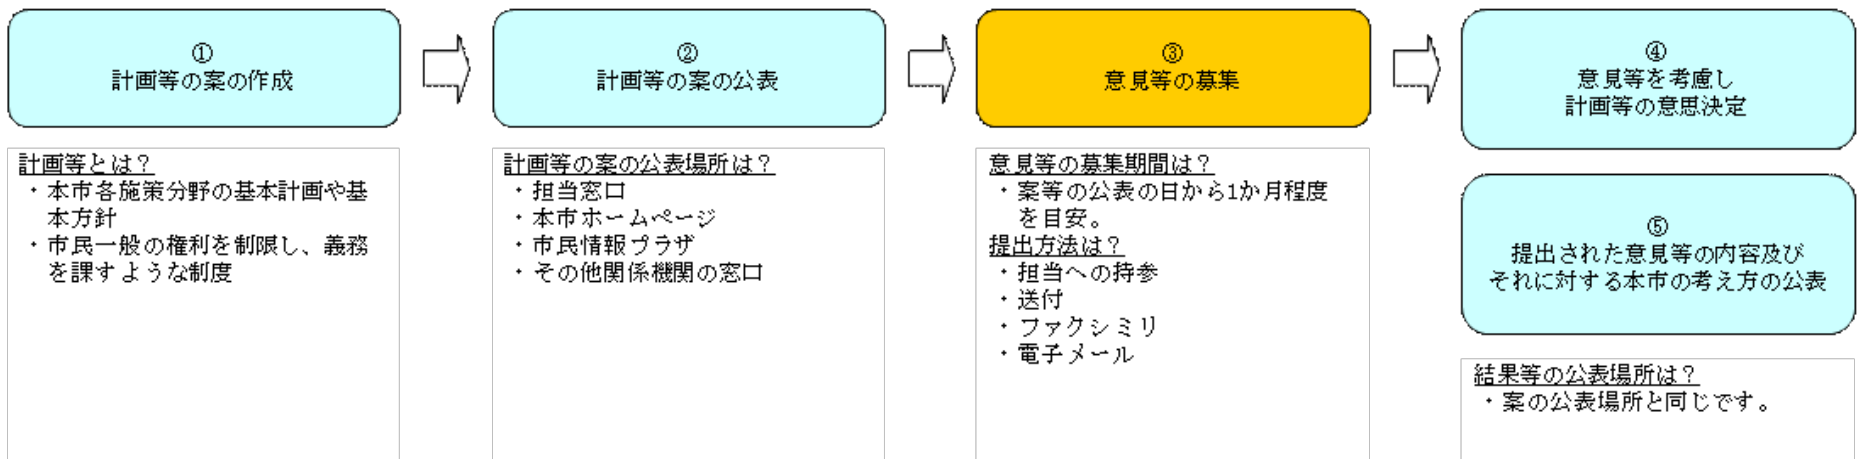 ①
計画等の案の作成
計画等とは？
・本市各施策分野の基本計画や基
本方針
・市民一般の権利を制限し、義務
を課すような制度
②
計画等の案の公表
計画等の案の公表場所は？
・担当窓口
・本市ホームページ
・市民情報プラザ
・その他関係機関の窓口
③
意見等の募集
意見等の募集期間は？
・案等の公表の日から1か月程度
を目安。
提出方法は？
・担当への持参
・送付
・ファクシミリ
・電子メール
④
意見等を考慮し
計画等の意思決定
⑤
提出された意見等の内容及び
それに対する本市の考え方の公表
結果等の公表場所は？
・案の公表場所と同じです。